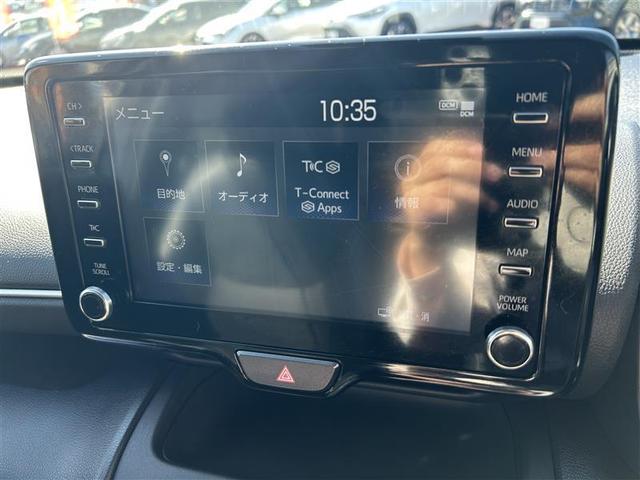 CH >
< TRACK
PHONE
T/C
TUNE
SCROLL
メニュー
10:35
DCM
DCM
目的地
オーディオ
T/C
T-Connect
Apps
情報
設定・編集
消
HOME
MENU
AUDIO
MAP
POWER
VOLUME